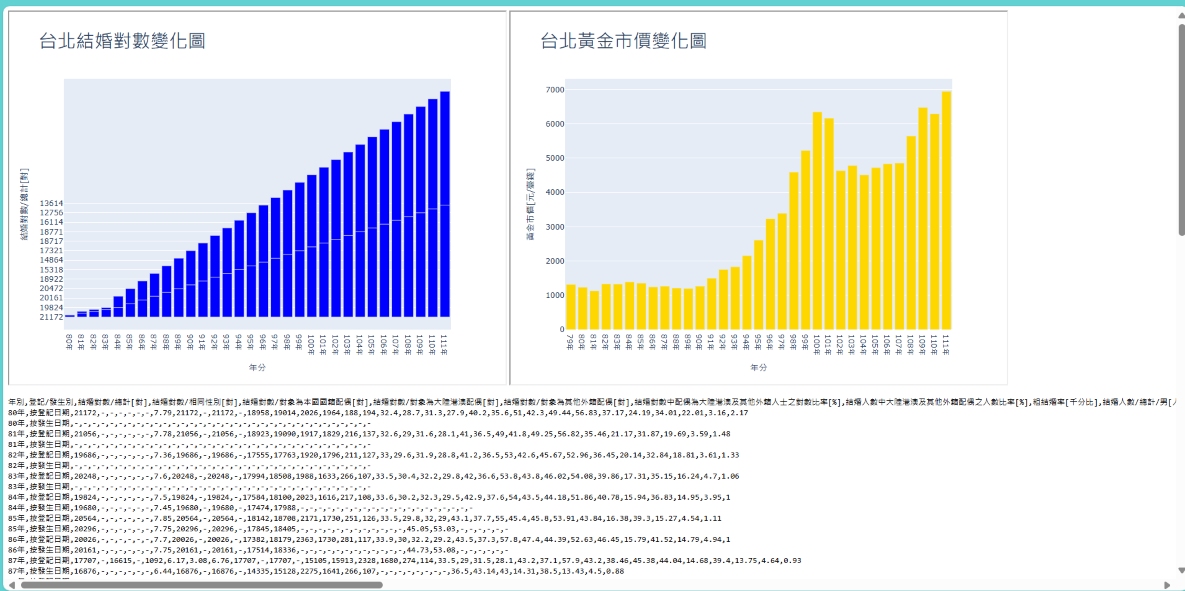 台北結婚對數變化圖
結婚對數/總計[對]
13614
12756
16114
18771
18717
17321
14864
15318
18922
20472
20161
19824
21172
80年 81年 82年 83年 84年 85年 86年 87年 88年 89年 90年 91年 92年 93年 94年 95年 96年 97年 98年 99年 100年 101年 102年 103年 104年 105年 106年 107年 108年 109年 110年 111年
年分
台北黃金市價變化圖
黃金市價[元/臺錢]
7000
6000
5000
4000
3000
2000
1000
0
79年 80年 81年 82年 83年 84年 85年 86年 87年 88年 89年 90年 91年 92年 93年 94年 95年 96年 97年 98年 99年 100年 101年 102年 103年 104年 105年 106年 107年 108年 109年 110年 111年
年分
年別,登記/發生別,結婚對數/總計[對],結婚對數/相同性別[對],結婚對數/對象為本國國籍配偶[對],結婚對數/對象為大陸港澳配偶[對],結婚對數/對象為其他外籍配偶[對],結婚對數中配偶為大陸港澳及其他外籍人士之對數比率[%],結婚人數中大陸港澳及其他外籍配偶之人數比率[%],粗結婚率[千分比],結婚人數/總計/男[
80年,按登記日期,21172,-,-,-,-,-,-,7.79,21172,-,21172,-,18958,19014,2026,1964,188,194,32.4,28.7,31.3,27.9,40.2,35.6,51,42.3,49.44,56.83,37.17,24.19,34.01,22.01,3.16,2.17
80年,按發生日期,-,-,-,-,-,-,-,-,-,-,-,-,-,-,-,-,-,-,-,-,-,-,-,-,-,-,-,-,-,-,-,-,-,-
81年,按登記日期,21056,-,-,-,-,-,-,7.78,21056,-,21056,-,18923,19090,1917,1829,216,137,32.6,29,31.6,28.1,41,36.5,49,41.8,49.25,56.82,35.46,21.17,31.87,19.69,3.59,1.48
81年,按發生日期,-,-,-,-,-,-,-,-,-,-,-,-,-,-,-,-,-,-,-,-,-,-,-,-,-,-,-,-,-,-,-,-,-,-
82年,按登記日期,19686,-,-,-,-,-,-,7.36,19686,-,19686,-,17555,17763,1920,1796,211,127,33,29.6,31.9,28.8,41.2,36.5,53,42.6,45.67,52.96,36.45,20.14,32.84,18.81,3.61,1.33
82年,按發生日期,-,-,-,-,-,-,-,-,-,-,-,-,-,-,-,-,-,-,-,-,-,-,-,-,-,-,-,-,-,-,-,-,-,-
83年,按登記日期,20248,-,-,-,-,-,-,7.6,20248,-,20248,-,17994,18508,1988,1633,266,107,33.5,30.4,32.2,29.8,42,36.6,53.8,43.8,46.02,54.08,39.86,17.31,35.15,16.24,4.7,1.06
83年,按發生日期,-,-,-,-,-,-,-,-,-,-,-,-,-,-,-,-,-,-,-,-,-,-,-,-,-,-,-,-,-,-,-,-,-,-
84年,按登記日期,19824,-,-,-,-,-,-,7.5,19824,-,19824,-,17584,18100,2023,1616,217,108,33.6,30.2,32.3,29.5,42.9,37.6,54,43.5,44.18,51.86,40.78,15.94,36.83,14.95,3.95,1
84年,按發生日期,19680,-,-,-,-,-,-,7.45,19680,-,19680,-,17474,17988,-,-,-,-,-,-,-,-,-,-,-,-,-,-,-,-,-,-,-,-
85年,按登記日期,20564,-,-,-,-,-,-,7.85,20564,-,20564,-,18142,18708,2171,1730,251,126,33.5,29.8,32,29,43.1,37.7,55,45.4,45.8,53.91,43.84,16.38,39.3,15.27,4.54,1.11
85年,按發生日期,20296,-,-,-,-,-,-,7.75,20296,-,20296,-,17845,18405,-,-,-,-,-,-,-,-,-,-,-,-,45.05,53.03,-,-,-,-,-,-
86年,按登記日期,20026,-,-,-,-,-,-,7.7,20026,-,20026,-,17382,18179,2363,1730,281,117,33.9,30,32.2,29.2,43.5,37.3,57.8,47.4,44.39,52.63,46.45,15.79,41.52,14.79,4.94,1
86年,按發生日期,20161,-,-,-,-,-,-,7.75,20161,-,20161,-,17514,18336,-,-,-,-,-,-,-,-,-,-,-,-,44.73,53.08,-,-,-,-,-,-
87年,按登記日期,17707,-,16615,-,1092,6.17,3.08,6.76,17707,-,17707,-,15105,15913,2328,1680,274,114,33.5,29,31.5,28.1,43.2,37.1,57.9,43.2,38.46,45.38,44.04,14.68,39.4,13.75,4.64,0.93
87年,按發生日期,16876,-,-,-,-,-,-,6.44,16876,-,16876,-,14335,15128,2275,1641,266,107,-,-,-,-,-,-,-,-,36.5,43.14,43,14.31,38.5,13.43,4.5,0.88